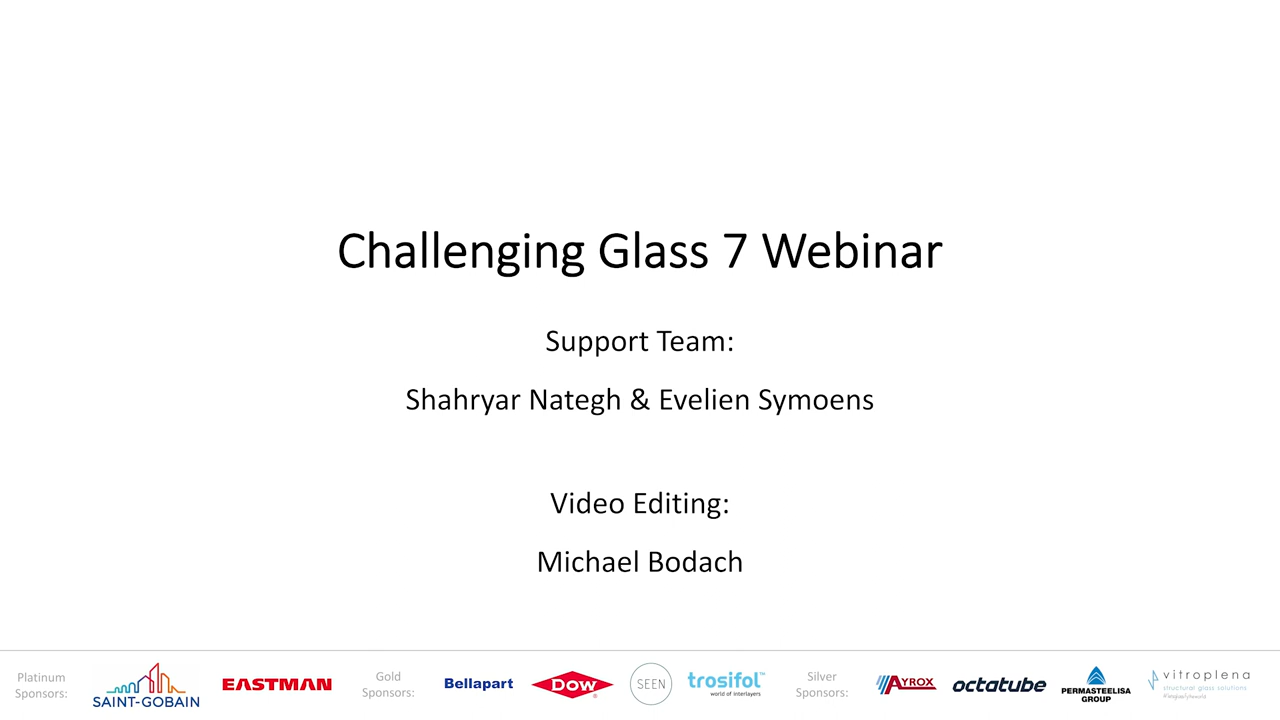 Challenging Glass 7 Webinar
Support Team:
Shahryar Nategh & Evelien Symoens
Video Editing:
Michael Bodach
Platinum
Sponsors:
SAINT-GOBAIN
EASTMAN
Gold
Sponsors:
Bellapart
DOW
SEEN
trosifol™
world of interlayers
Silver
Sponsors:
AYROX
octatube
PERMASTEELISA
GROUP
vitroplena
structural glass solutions